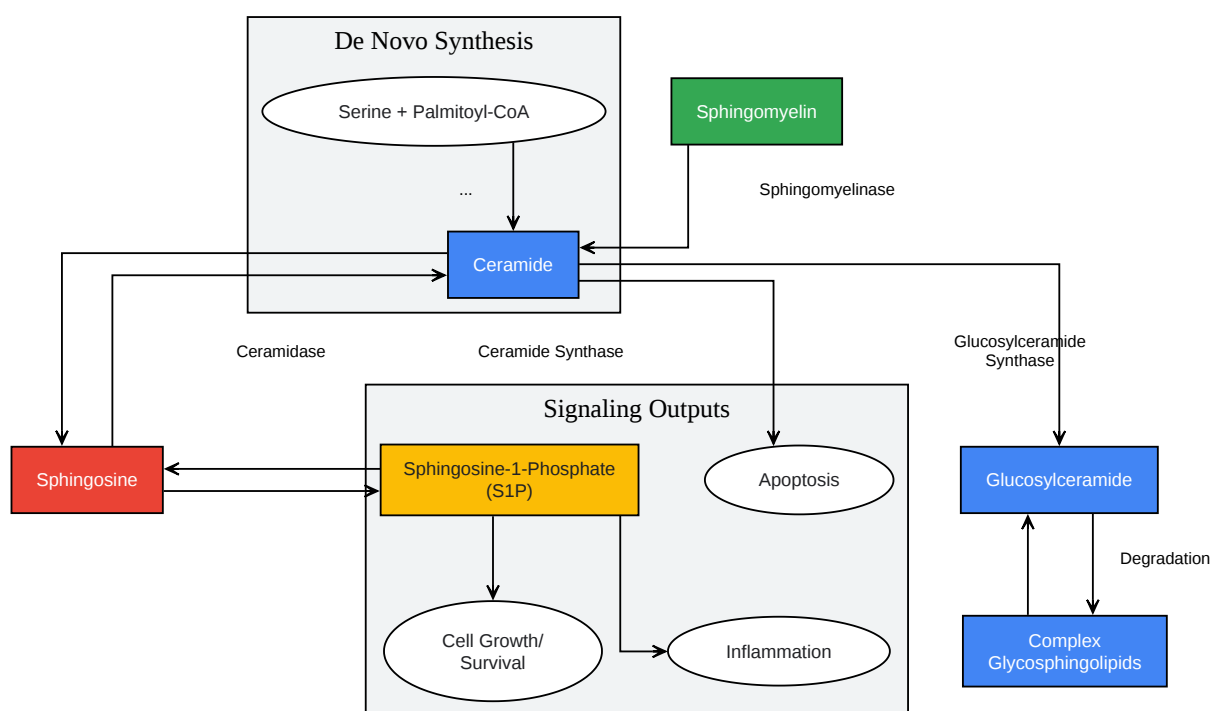 De Novo Synthesis
Serine + Palmitoyl-CoA
Sphingomyelin
...
Sphingomyelinase
Ceramide
Ceramidase
Ceramide Synthase
Glucosylceramide
Synthase
Signaling Outputs
Sphingosine
Sphingosine-1-Phosphate
(S1P)
Apoptosis
Glucosylceramide
Degradation
Cell Growth/
Survival
Inflammation
Complex
Glycosphingolipids